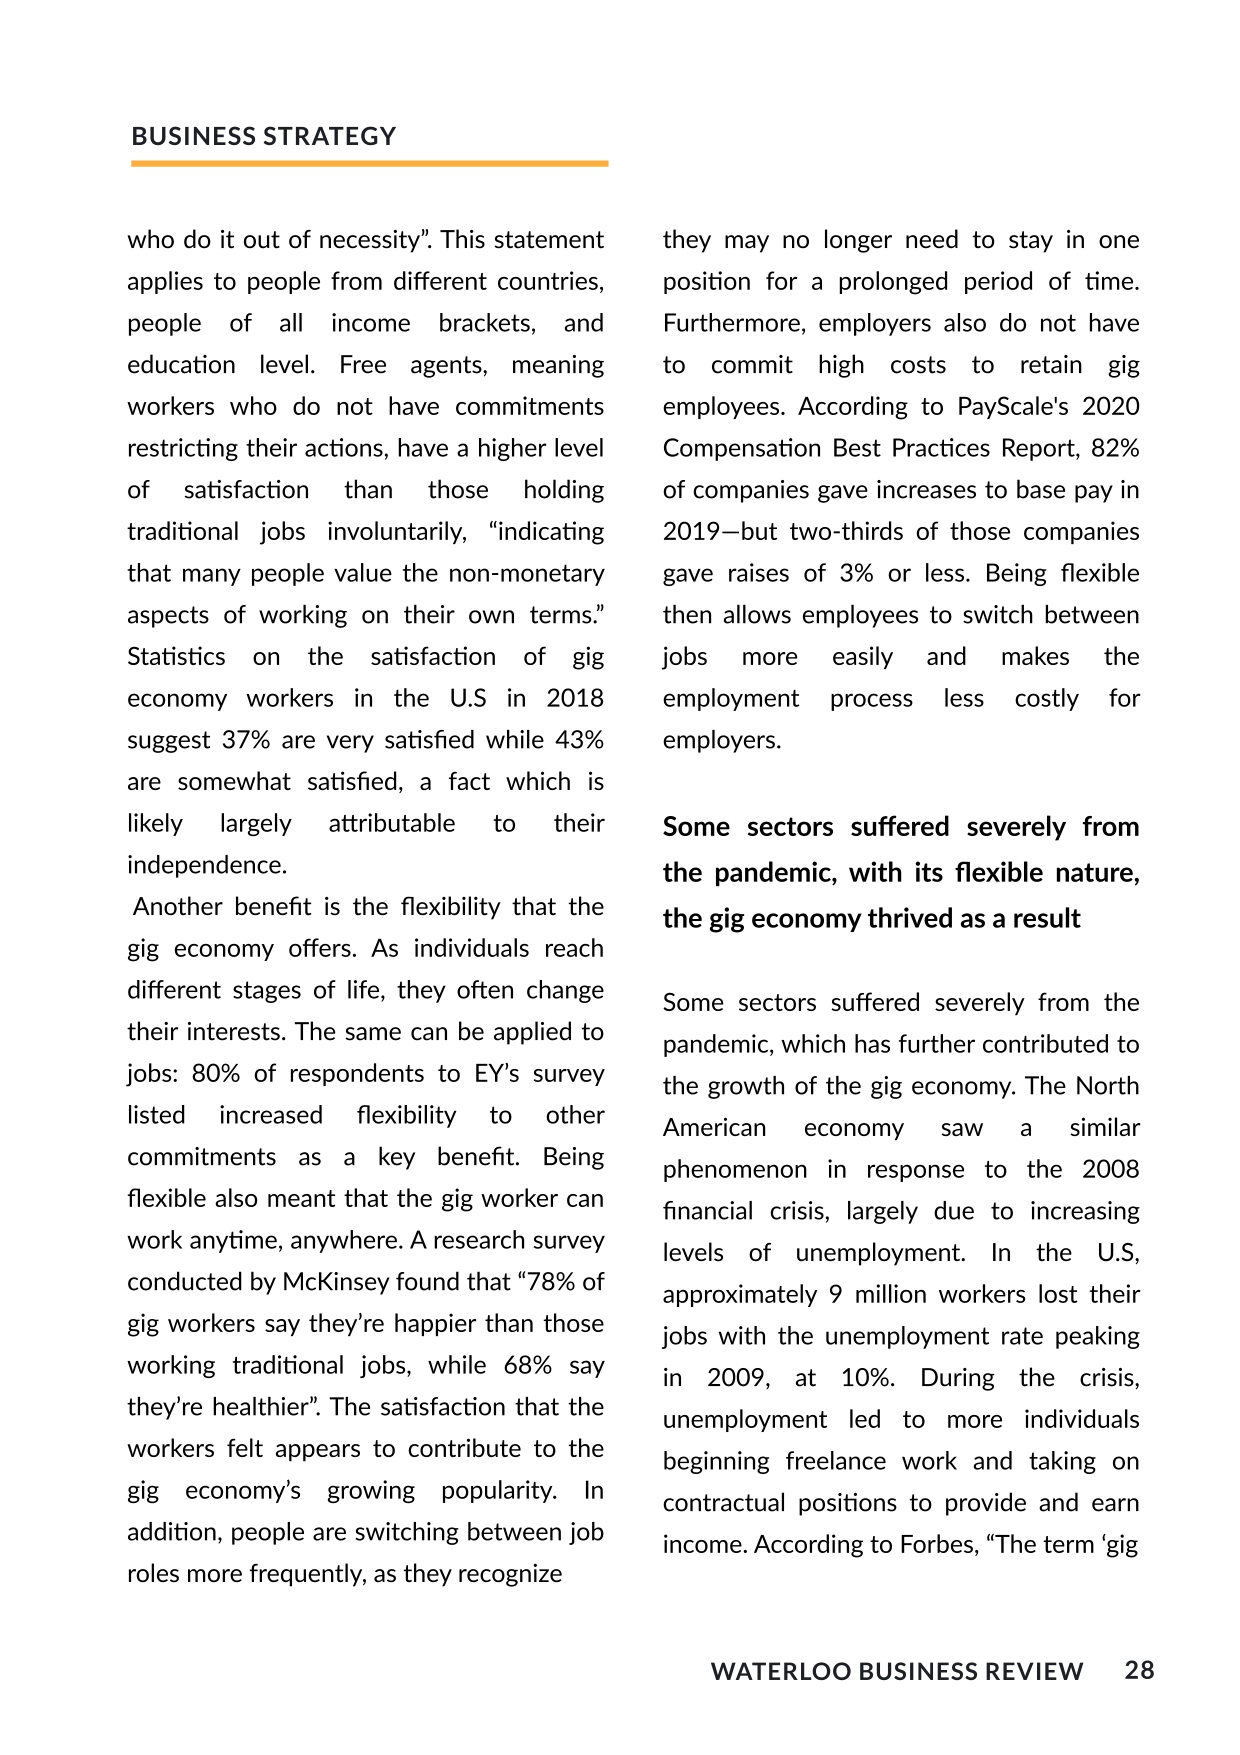 BUSINESS STRATEGY
who do it out of necessity”. This statement
applies to people from different countries,
people of all income brackets, and
education level. Free agents, meaning
workers who do not have commitments
restricting their actions, have a higher level
of satisfaction than those holding
traditional jobs involuntarily, “indicating
that many people value the non-monetary
aspects of working on their own terms.”
Statistics on the satisfaction of gig
economy workers in the U.S in 2018
suggest 37% are very satisfied while 43%
are somewhat satisfied, a fact which is
likely largely attributable to their
independence.
Another benefit is the flexibility that the
gig economy offers. As individuals reach
different stages of life, they often change
their interests. The same can be applied to
jobs: 80% of respondents to EY’s survey
listed increased flexibility to other
commitments as a key benefit. Being
flexible also meant that the gig worker can
work anytime, anywhere. A research survey
conducted by McKinsey found that “78% of
gig workers say they’re happier than those
working traditional jobs, while 68% say
they’re healthier”. The satisfaction that the
workers felt appears to contribute to the
gig economy’s growing popularity. In
addition, people are switching between job
roles more frequently, as they recognize
they may no longer need to stay in one
position for a prolonged period of time.
Furthermore, employers also do not have
to commit high costs to retain gig
employees. According to PayScale's 2020
Compensation Best Practices Report, 82%
of companies gave increases to base pay in
2019—but two-thirds of those companies
gave raises of 3% or less. Being flexible
then allows employees to switch between
jobs more easily and makes the
employment process less costly for
employers.
Some sectors suffered severely from
the pandemic, with its flexible nature,
the gig economy thrived as a result
Some sectors suffered severely from the
pandemic, which has further contributed to
the growth of the gig economy. The North
American economy saw a similar
phenomenon in response to the 2008
financial crisis, largely due to increasing
levels of unemployment. In the U.S,
approximately 9 million workers lost their
jobs with the unemployment rate peaking
in 2009, at 10%. During the crisis,
unemployment led to more individuals
beginning freelance work and taking on
contractual positions to provide and earn
income. According to Forbes, “The term ‘gig
WATERLOO BUSINESS REVIEW 28